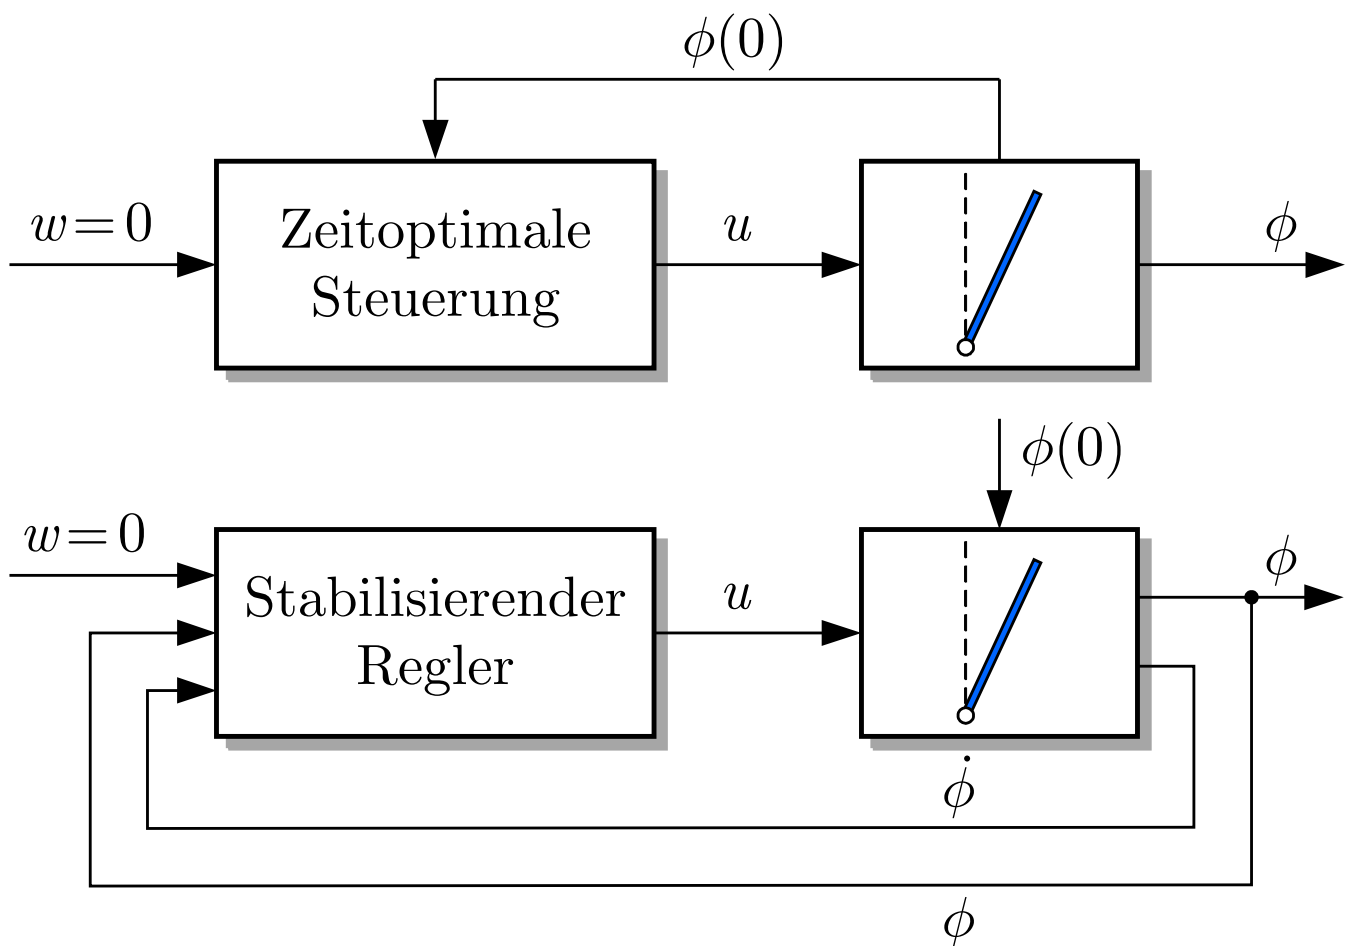 ϕ(0)
w = 0
Zeitoptimale
Steuerung
u
ϕ
ϕ(0)
w = 0
Stabilisierender
Regler
u
ϕ
ϕ̇
ϕ